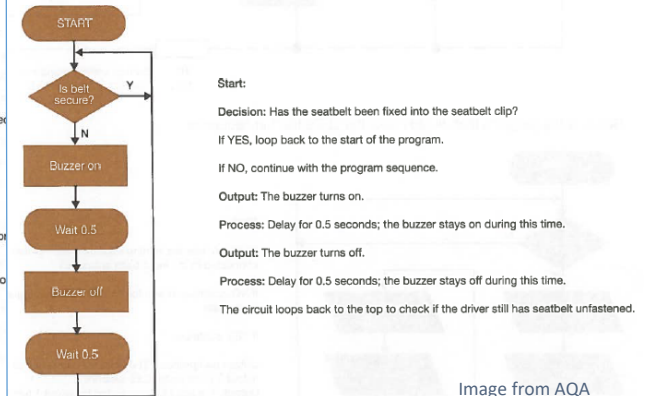 START
Is belt
secure?
Y
N
Buzzer on
Wait 0.5
Buzzer off
Wait 0.5
Start:
Decision: Has the seatbelt been fixed into the seatbelt clip?
If YES, loop back to the start of the program.
If NO, continue with the program sequence.
Output: The buzzer turns on.
Process: Delay for 0.5 seconds; the buzzer stays on during this time.
Output: The buzzer turns off.
Process: Delay for 0.5 seconds; the buzzer stays off during this time.
The circuit loops back to the top to check if the driver still has seatbelt unfastened.
Image from AQA